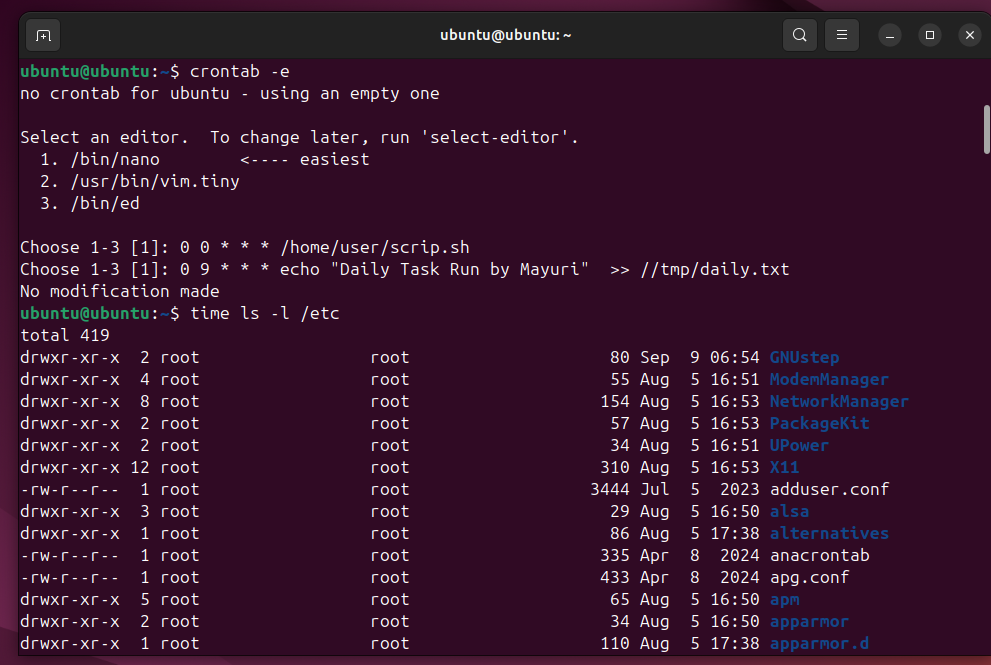 ubuntu@ubuntu: ~
ubuntu@ubuntu:~$ crontab -e
no crontab for ubuntu - using an empty one
Select an editor.  To change later, run 'select-editor'.
  1. /bin/nano        <---- easiest
  2. /usr/bin/vim.tiny
  3. /bin/ed
Choose 1-3 [1]: 0 0 * * * /home/user/scrip.sh
Choose 1-3 [1]: 0 9 * * * echo "Daily Task Run by Mayuri"  >> //tmp/daily.txt
No modification made
ubuntu@ubuntu:~$ time ls -l /etc
total 419
drwxr-xr-x  2 root                 root                    80 Sep  9 06:54 GNUstep
drwxr-xr-x  4 root                 root                    55 Aug  5 16:51 ModemManager
drwxr-xr-x  8 root                 root                   154 Aug  5 16:53 NetworkManager
drwxr-xr-x  2 root                 root                    57 Aug  5 16:53 PackageKit
drwxr-xr-x  2 root                 root                    34 Aug  5 16:51 UPower
drwxr-xr-x 12 root                 root                   310 Aug  5 16:53 X11
-rw-r--r--  1 root                 root                  3444 Jul  5  2023 adduser.conf
drwxr-xr-x  3 root                 root                    29 Aug  5 16:50 alsa
drwxr-xr-x  1 root                 root                    86 Aug  5 17:38 alternatives
-rw-r--r--  1 root                 root                   335 Apr  8  2024 anacrontab
-rw-r--r--  1 root                 root                   433 Apr  8  2024 apg.conf
drwxr-xr-x  5 root                 root                    65 Aug  5 16:50 apm
drwxr-xr-x  2 root                 root                    34 Aug  5 16:50 apparmor
drwxr-xr-x  1 root                 root                   110 Aug  5 17:38 apparmor.d